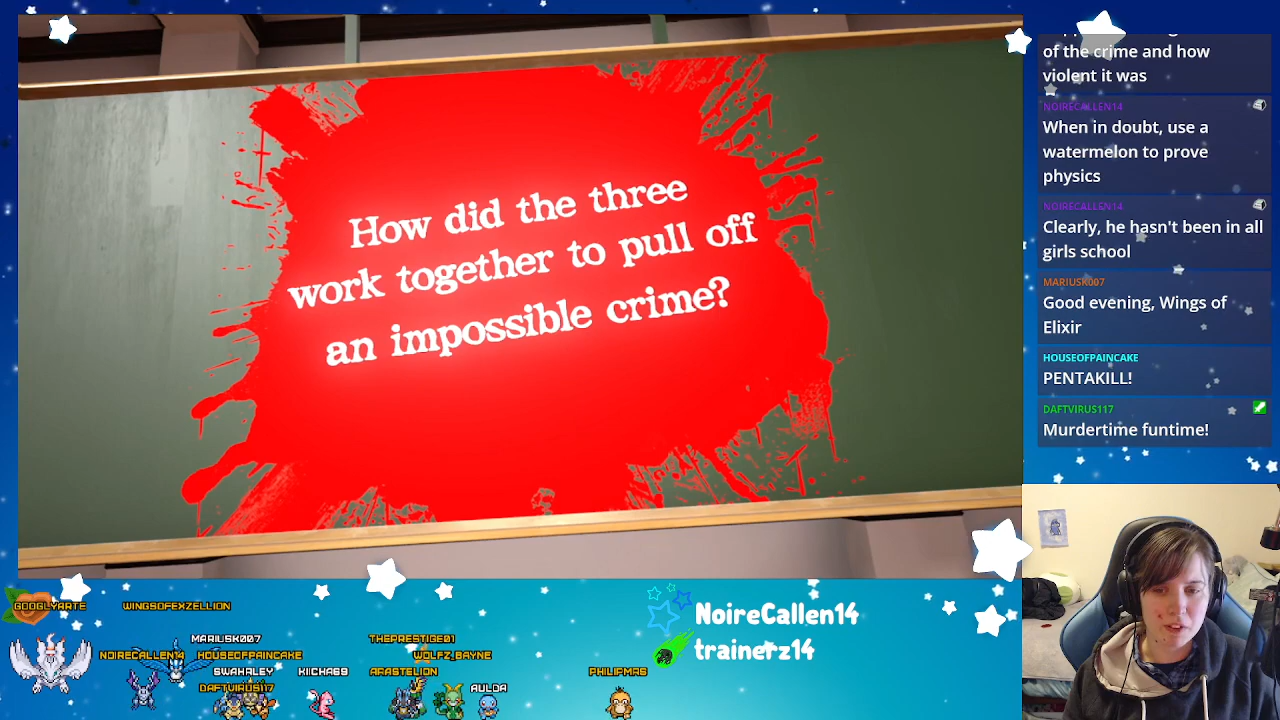 How did the three
work together to pull off
an impossible crime?
of the crime and how
violent it was
NOIRECALLEN14
When in doubt, use a
watermelon to prove
physics
NOIRECALLEN14
Clearly, he hasn't been in all
girls school
MARIUSK007
Good evening, Wings of
Elixir
HOUSEOFPAINCAKE
PENTAKILL!
DAFTVIRUS117
Murdertime funtime!
GOOGLYARTE
WINGSOFEXZELLION
MARIUSK007
THEPRESTIGE01
NOIRECALLEN14
HOUSEOFPAINCAKE
WOLFZ_BAYNE
SWAHRLEY
KIICHA69
ARASTELION
PHILIPMAS
DAFTVIRUS117
AULDA
NoireCallen14
trainerz14